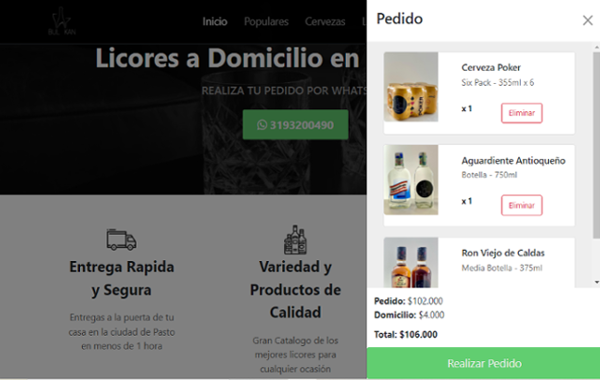 Inicio Populares Cervezas
Licores a Domicilio en
REALIZA TU PEDIDO POR WHATS
3193200490
Entrega Rapida
y Segura
Entregas a la puerta de tu
casa en la ciudad de Pasto
en menos de 1 hora
Variedad y
Productos de
Calidad
Gran Catalogo de los
mejores licores para
cualquier ocasión
Pedido
Cerveza Poker
Six Pack - 355ml x 6
x 1 Eliminar
Aguardiente Antioqueño
Botella - 750ml
x 1 Eliminar
Ron Viejo de Caldas
Media Botella - 375ml
Pedido: $102.000
Domicilio: $4.000
Total: $106.000
Realizar Pedido